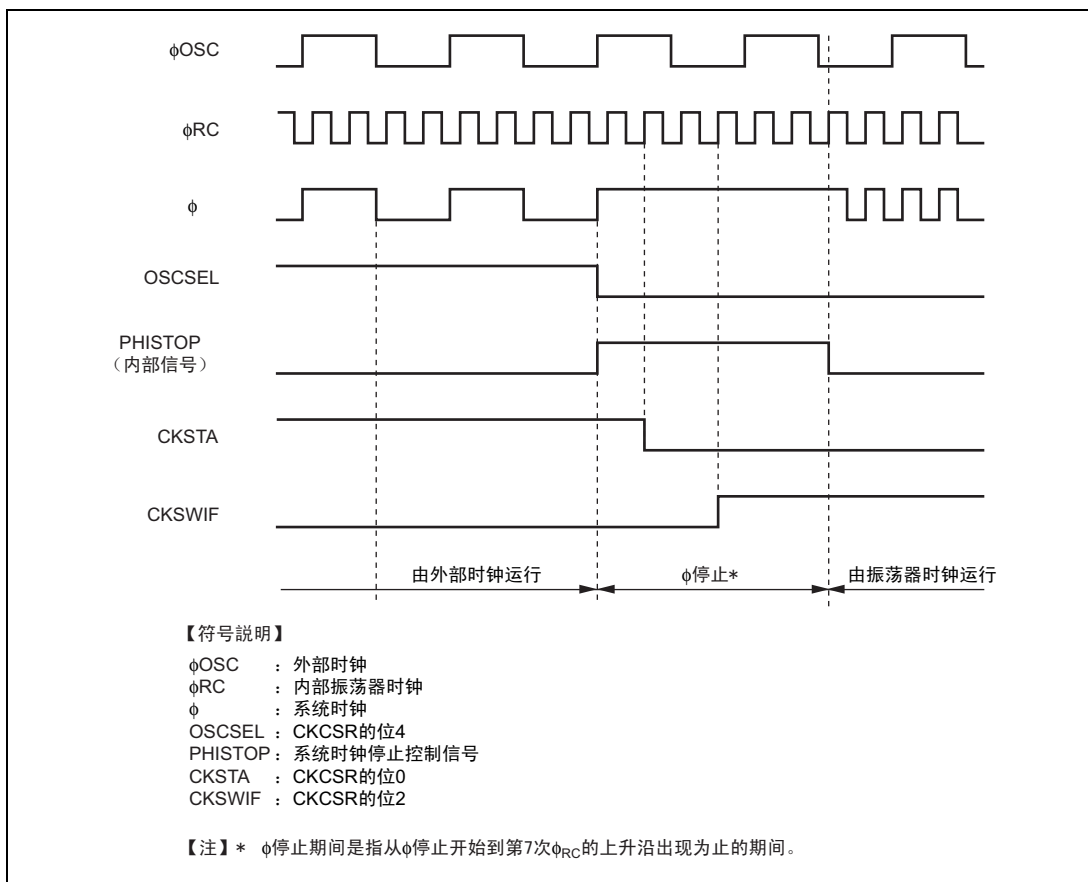 ϕOSC
ϕRC
ϕ
OSCSEL
PHISTOP
（内部信号）
CKSTA
CKSWIF
由外部时钟运行
ϕ停止*
由振荡器时钟运行
【符号説明】
ϕOSC ：外部时钟
ϕRC ：内部振荡器时钟
ϕ ：系统时钟
OSCSEL：CKCSR的位4
PHISTOP：系统时钟停止控制信号
CKSTA ：CKCSR的位0
CKSWIF ：CKCSR的位2
【注】* ϕ停止期间是指从ϕ停止开始到第7次ϕRC的上升沿出现为止的期间。